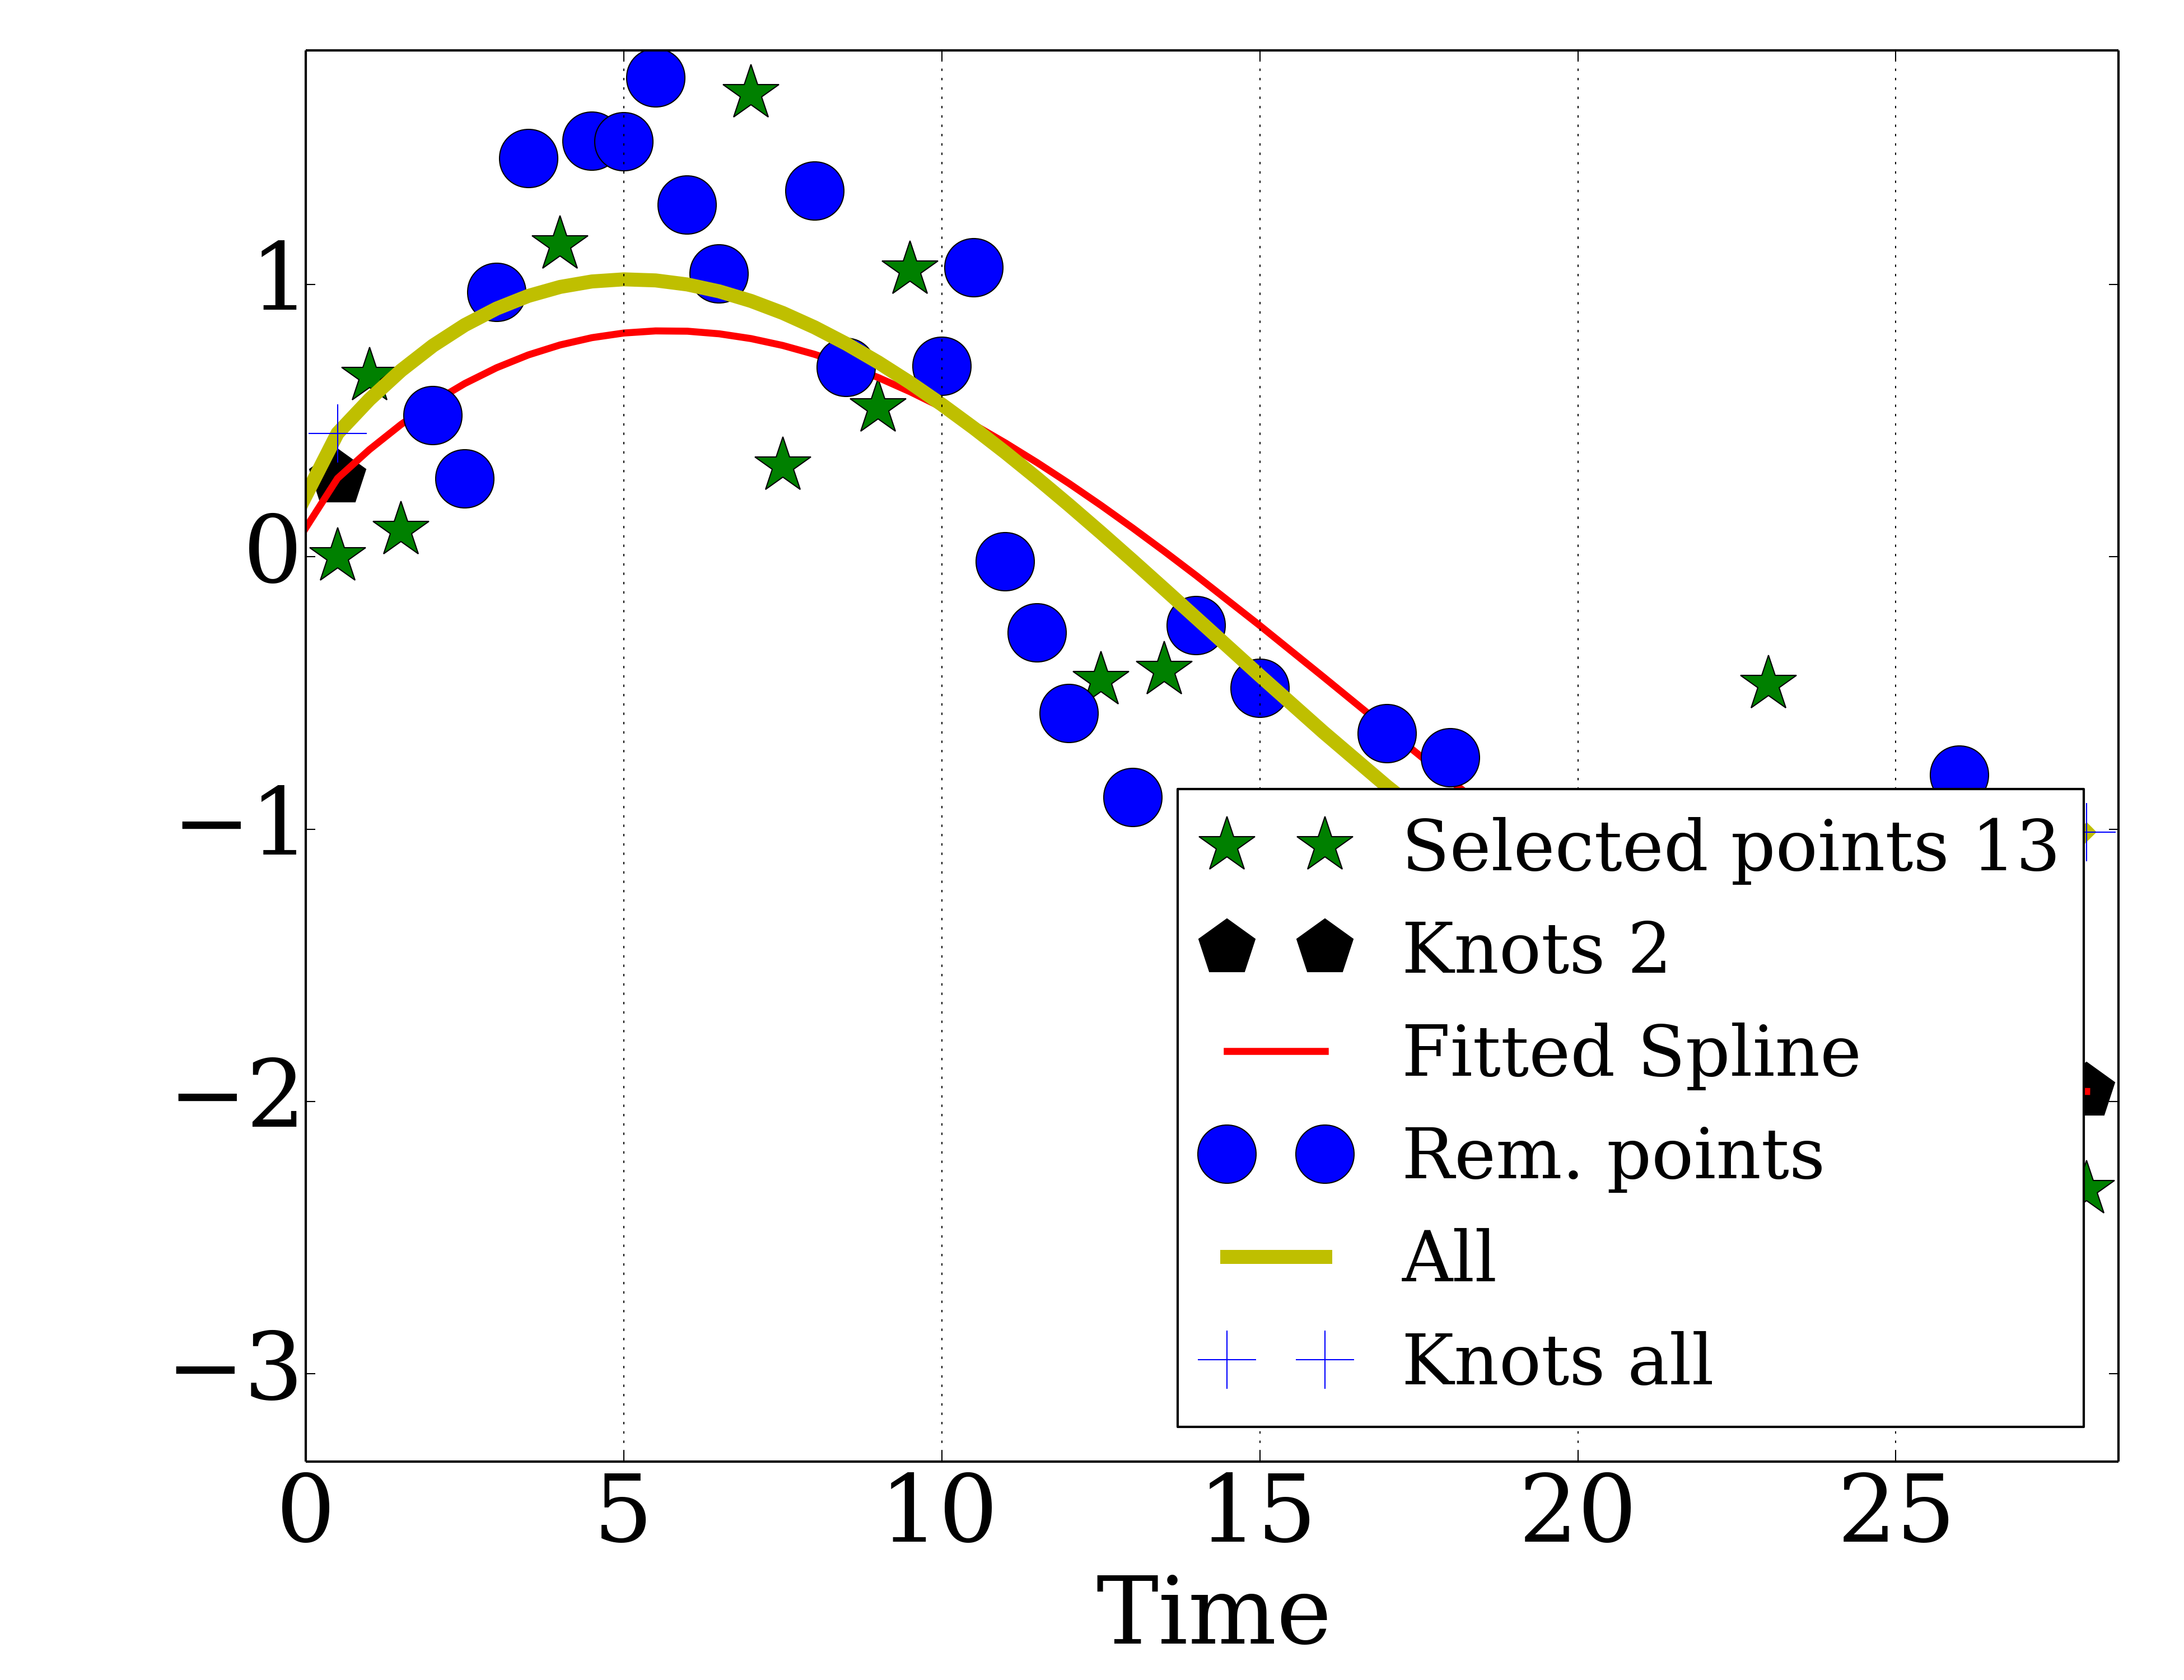 1
0
−1
−2
−3
0 5 10 15 20 25
Time
Selected points 13
Knots 2
Fitted Spline
Rem. points
All
Knots all